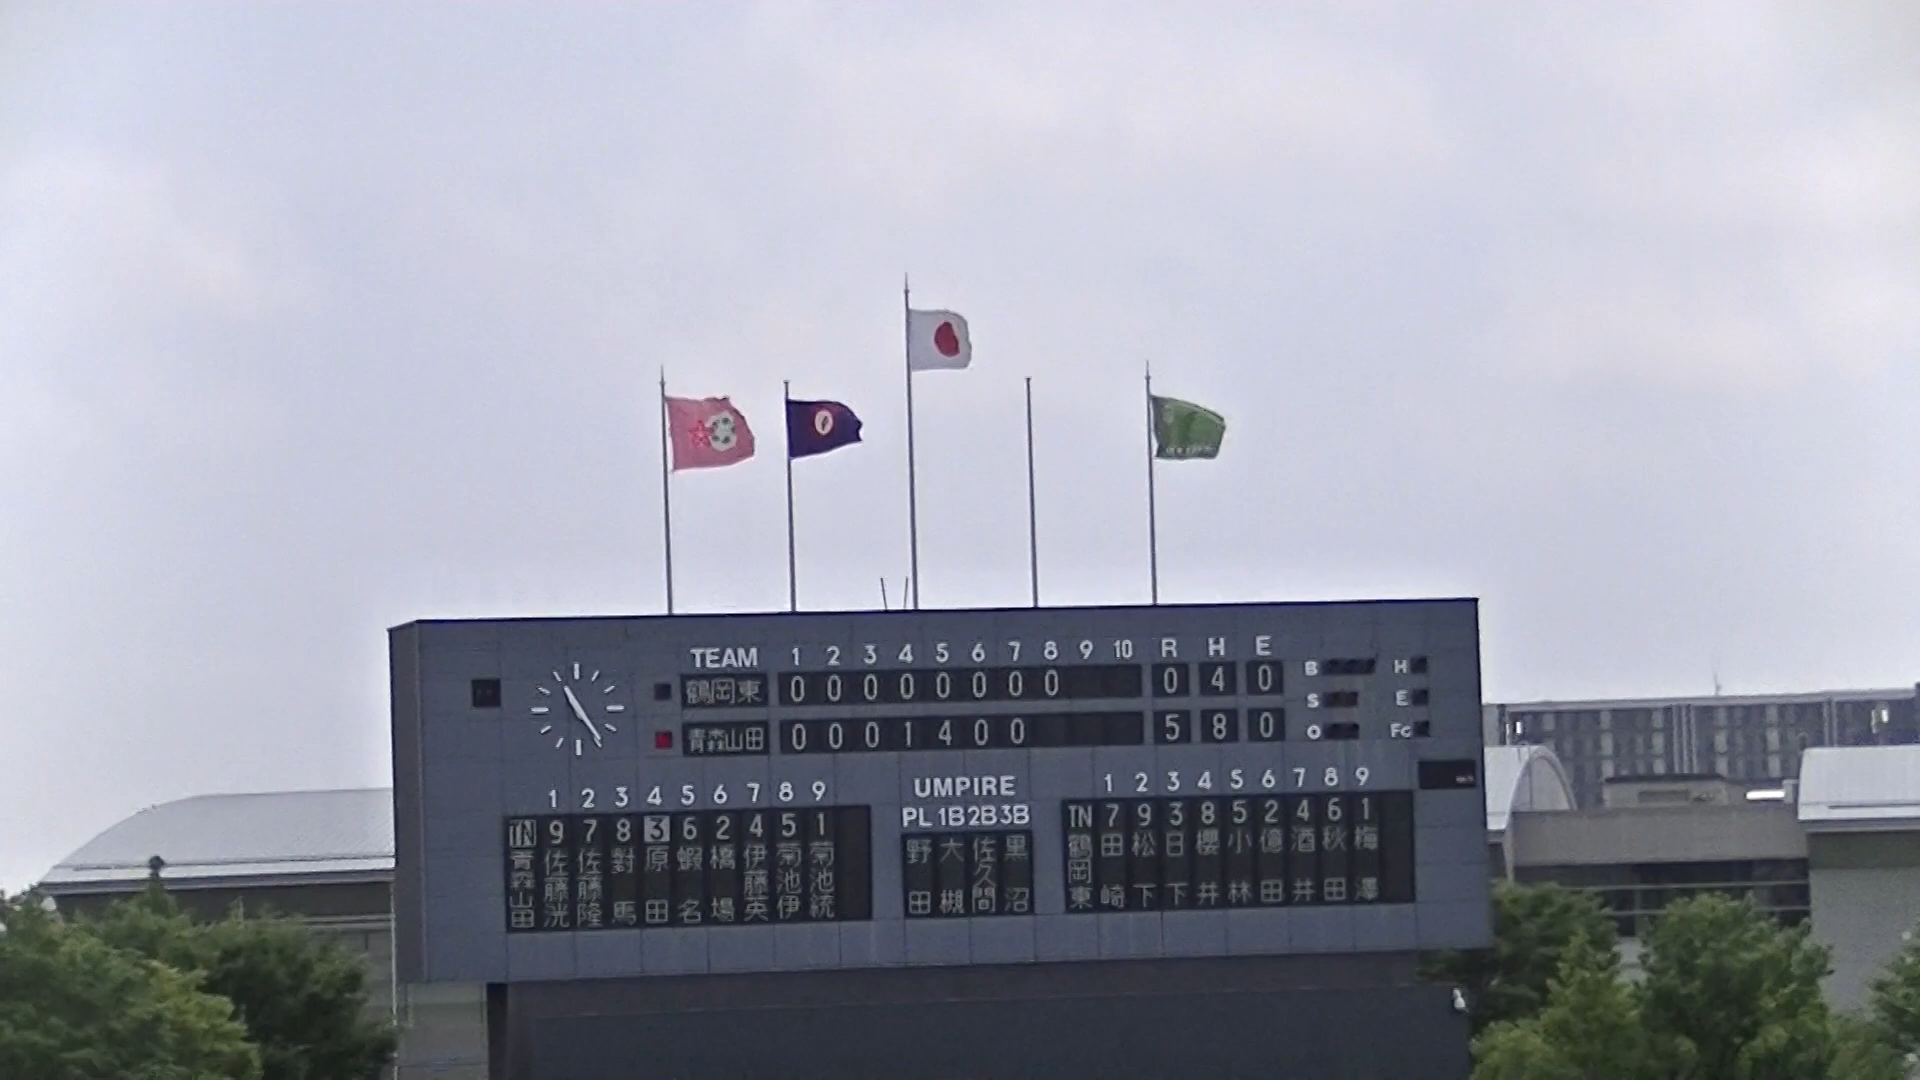 TEAM 1 2 3 4 5 6 7 8 9 10 R H E
鶴岡東 0 0 0 0 0 0 0 0 0 4 0
青森山田 0 0 0 1 4 0 0 5 8 0
B H
S E
O Fc
1 2 3 4 5 6 7 8 9
TN 9 7 8 3 6 2 4 5 1
青森山田
佐藤洸
佐藤隆
對馬
原田
蝦名
橋場
伊藤英
菊池伊
菊池統
UMPIRE
PL 1B 2B 3B
野田
大槻
佐久間
黒沼
1 2 3 4 5 6 7 8 9
TN 7 9 3 8 5 2 4 6 1
鶴岡東
田崎
松下
日下
櫻井
小林
億田
酒井
秋田
梅澤